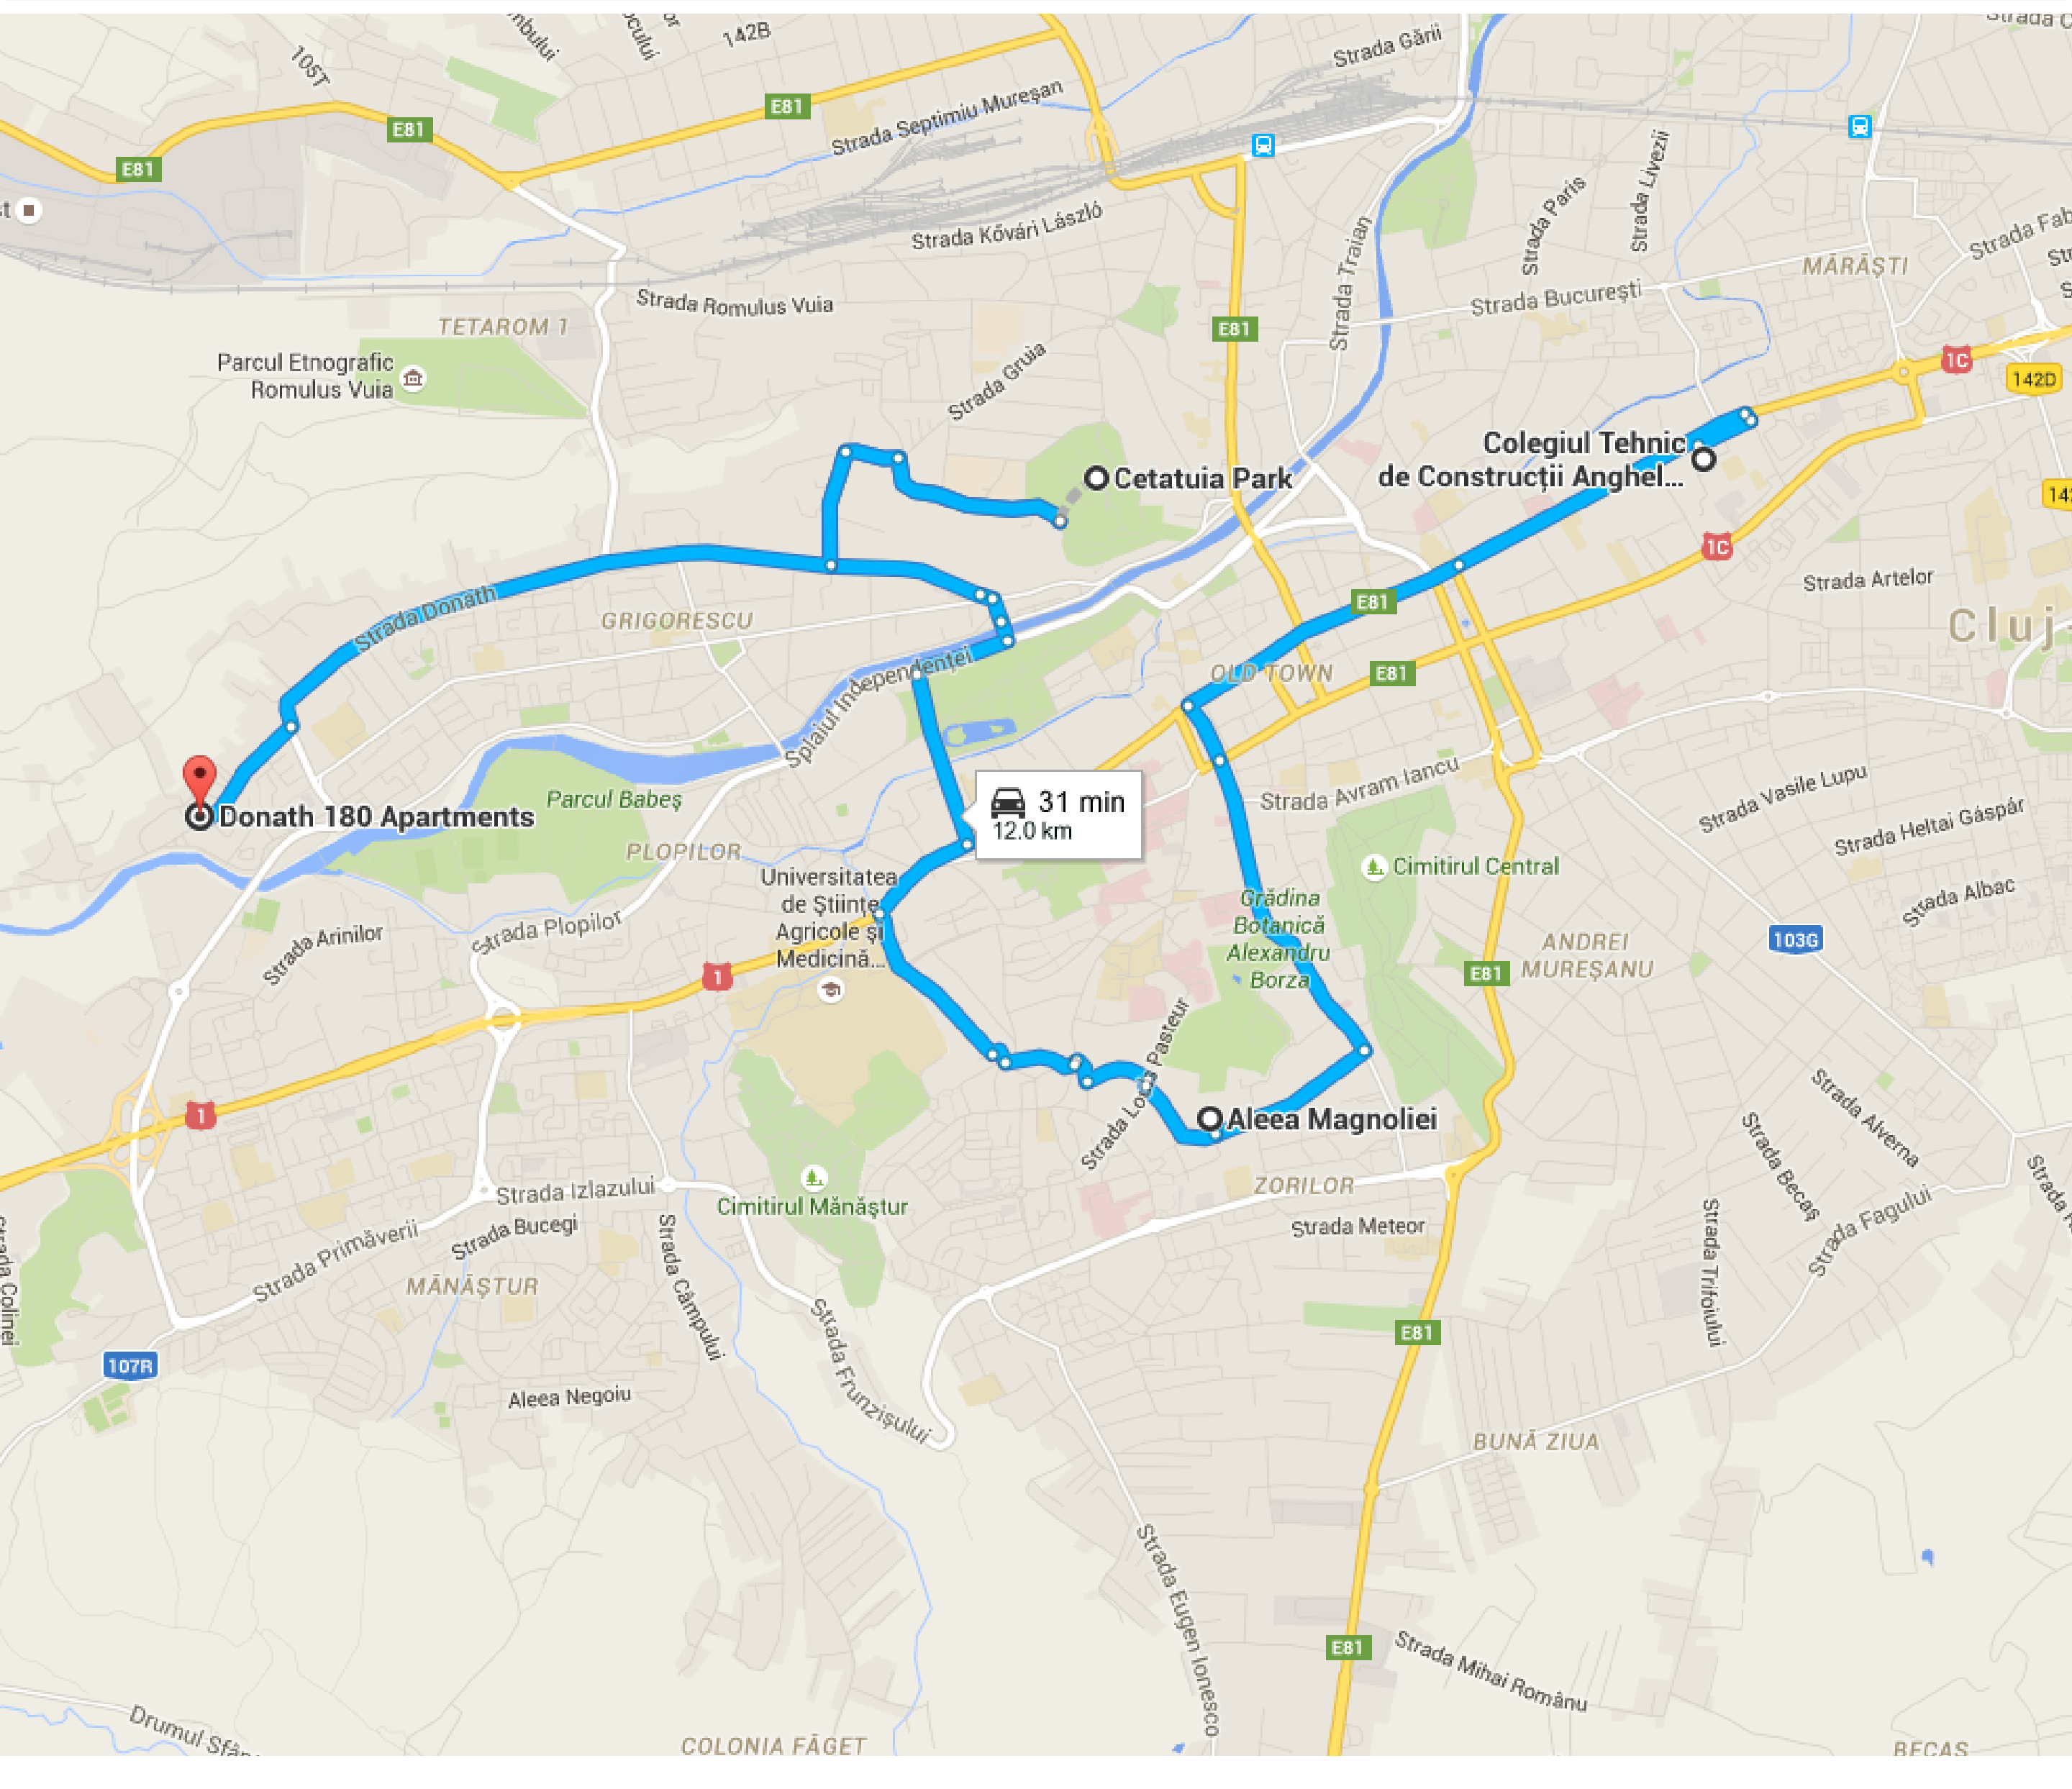 142B
105T
Strada Gării
E81
Strada Septimiu Mureșan
E81
E81
Strada Livezii
Strada Paris
Strada Kővári László
Strada Traian
MĂRĂȘTI
Strada București
Strada Romulus Vuia
TETAROM 1
E81
Parcul Etnografic
Romulus Vuia
Strada Gruia
1C
142D
Colegiul Tehnic
de Construcții Anghel...
Cetatuia Park
1C
Strada Artelor
Strada Donath
E81
GRIGORESCU
Cluj-
Splaiul Independenței
OLD TOWN
E81
Strada Avram Iancu
Strada Vasile Lupu
Parcul Babeș
31 min
12.0 km
Donath 180 Apartments
Strada Heltai Gáspár
PLOPILOR
Cimitirul Central
Universitatea
de Științe
Agricole și
Medicină...
Strada Albac
Grădina
Botanică
Alexandru
Borza
Strada Plopilor
Strada Arinilor
103G
ANDREI
MUREȘANU
E81
1
Strada Louis Pasteur
1
Aleea Magnoliei
Strada Alverna
Strada Becaș
Strada Izlazului
Cimitirul Mănăștur
ZORILOR
Strada Meteor
Strada Bucegi
Strada Primăverii
Strada Fagului
Strada Colinei
MĂNĂȘTUR
Strada Câmpului
Strada Trifoiului
E81
107R
Strada Frunzișului
Aleea Negoiu
BUNĂ ZIUA
Strada Eugen Ionesco
E81
Strada Mihai Românu
Drumul Sfân
COLONIA FĂGET
BECAȘ